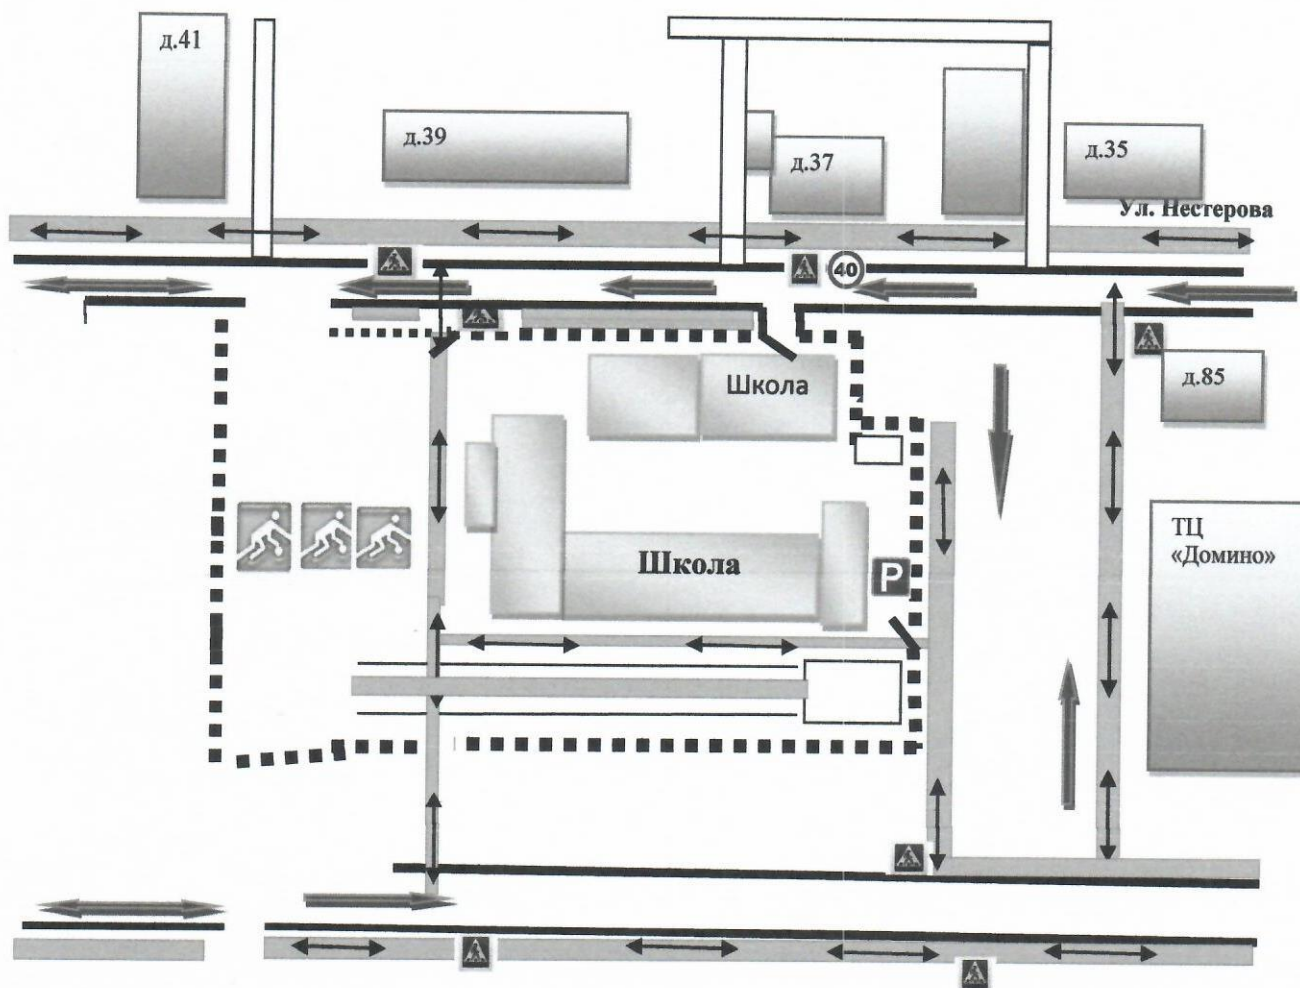 д.41
д.39
д.37
д.35
Ул. Нестерова
40
д.85
Школа
ТЦ
«Домино»
Школа
P